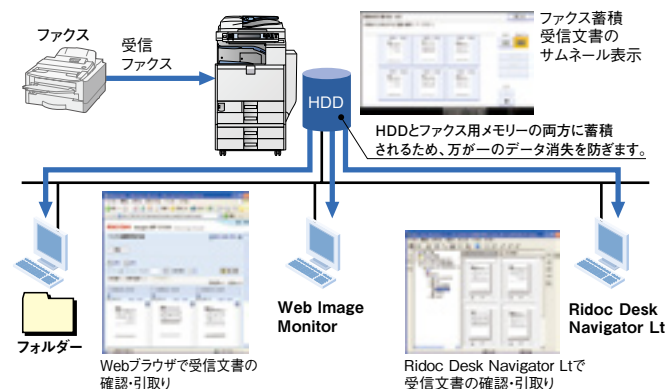 ファクス
受信
ファクス
HDD
ファクス蓄積
受信文書の
サムネール表示
HDDとファクス用メモリーの両方に蓄積
されるため、万が一のデータ消失を防ぎます。
フォルダー
Webブラウザで受信文書の
確認・引取り
Web Image
Monitor
Ridoc Desk Navigator Ltで
受信文書の確認・引取り
Ridoc Desk
Navigator Lt